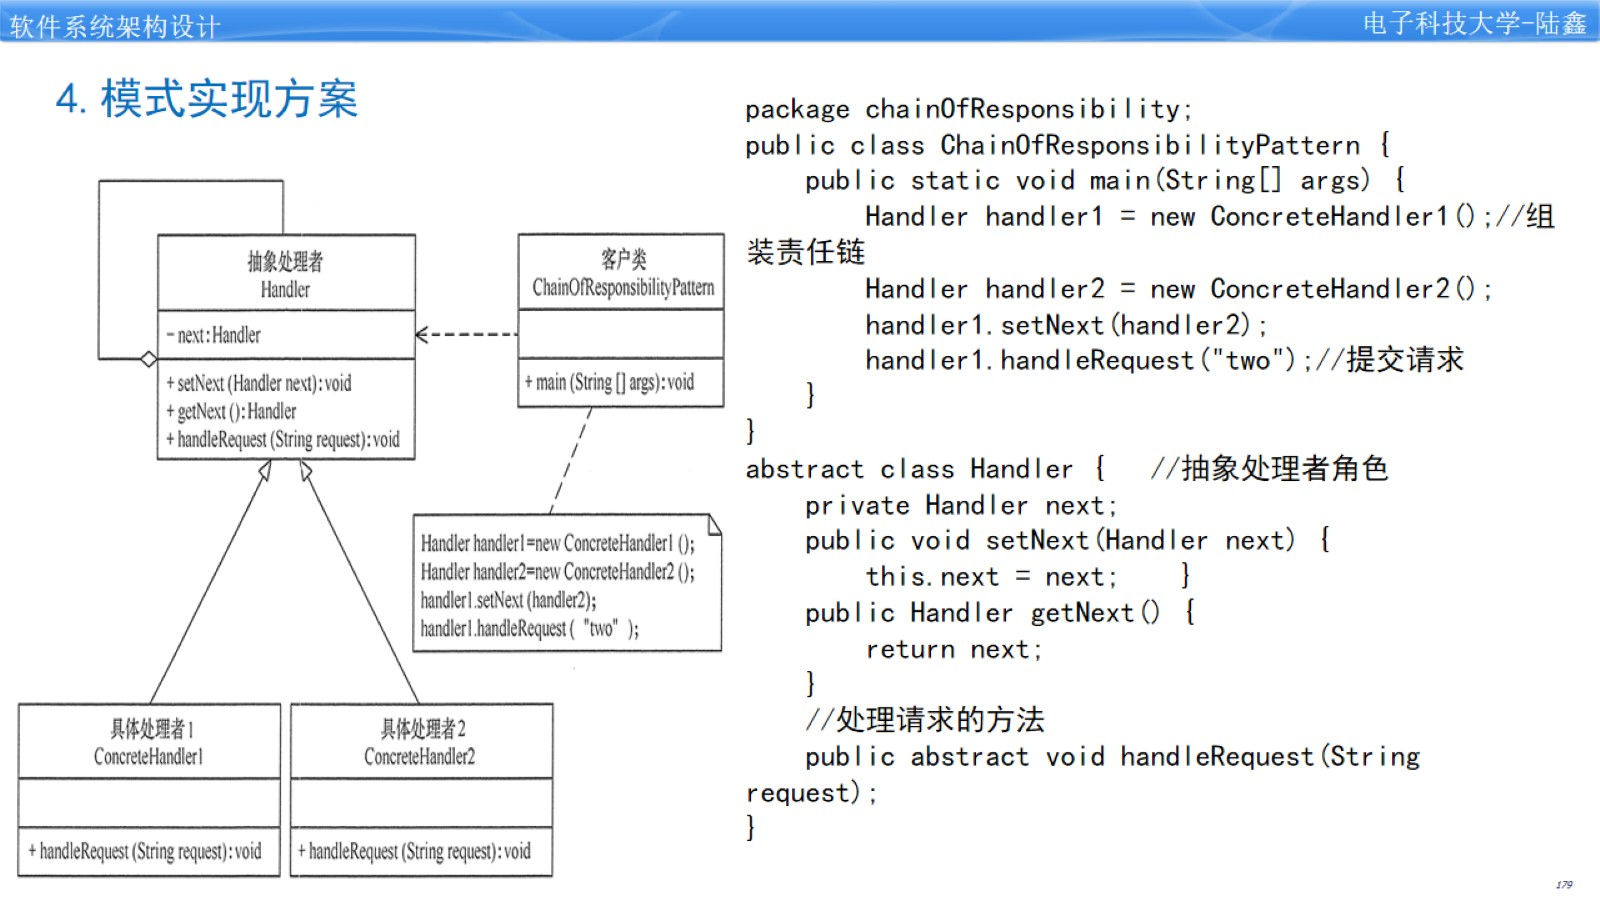 软件系统架构设计
电子科技大学-陆鑫
4. 模式实现方案
抽象处理者
Handler
- next:Handler
+ setNext (Handler next):void
+ getNext ():Handler
+ handleRequest (String request):void
客户类
ChainOfResponsibilityPattern
+ main (String [] args):void
Handler handler1=new ConcreteHandler1 ();
Handler handler2=new ConcreteHandler2 ();
handler1.setNext (handler2);
handler1.handleRequest ( "two" );
具体处理者1
ConcreteHandler1
+ handleRequest (String request):void
具体处理者2
ConcreteHandler2
+ handleRequest (String request):void
package chainOfResponsibility;
public class ChainOfResponsibilityPattern {
public static void main(String[] args) {
Handler handler1 = new ConcreteHandler1();//组
装责任链
Handler handler2 = new ConcreteHandler2();
handler1.setNext(handler2);
handler1.handleRequest("two");//提交请求
}
}
abstract class Handler { //抽象处理者角色
private Handler next;
public void setNext(Handler next) {
this.next = next; }
public Handler getNext() {
return next;
}
//处理请求的方法
public abstract void handleRequest(String
request);
}
179